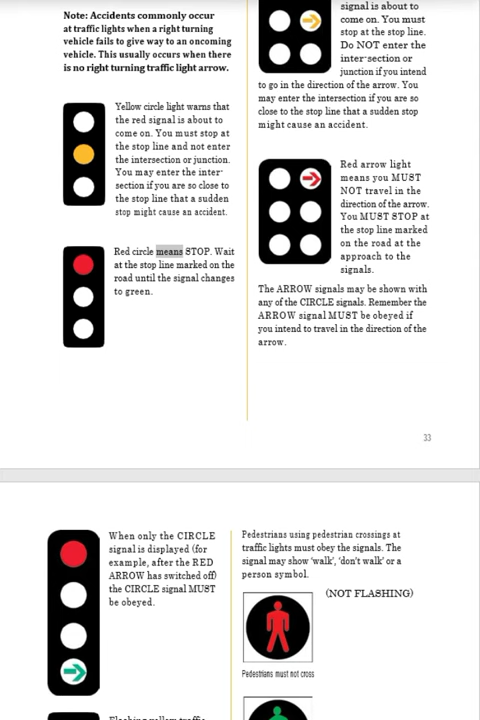 Note: Accidents commonly occur
at traffic lights when a right turning
vehicle fails to give way to an oncoming
vehicle. This usually occurs when there
is no right turning traffic light arrow.
Yellow circle light warns that
the red signal is about to
come on. You must stop at
the stop line and not enter
the intersection or junction.
You may enter the inter-
section if you are so close to
the stop line that a sudden
stop might cause an accident.
Red circle means STOP. Wait
at the stop line marked on the
road until the signal changes
to green.
signal is about to
come on. You must
stop at the stop line.
Do NOT enter the
inter-section or
junction if you intend
to go in the direction of the arrow. You
may enter the intersection if you are so
close to the stop line that a sudden stop
might cause an accident.
Red arrow light
means you MUST
NOT travel in the
direction of the arrow.
You MUST STOP at
the stop line marked
on the road at the
approach to the
signals.
The ARROW signals may be shown with
any of the CIRCLE signals. Remember the
ARROW signal MUST be obeyed if
you intend to travel in the direction of the
arrow.
33
When only the CIRCLE
signal is displayed (for
example, after the RED
ARROW has switched off)
the CIRCLE signal MUST
be obeyed.
Pedestrians using pedestrian crossings at
traffic lights must obey the signals. The
signal may show 'walk', 'don't walk' or a
person symbol.
(NOT FLASHING)
Pedestrians must not cross
Flashing yellow traffic